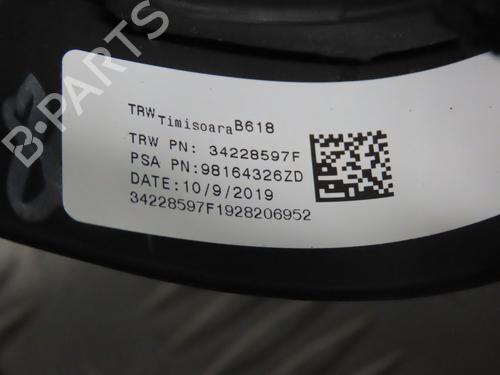 B-PARTS
TRW Timisoara B618
TRW PN: 34228597F
PSA PN:98164326ZD
DATE:10/9/2019
34228597F1928206952